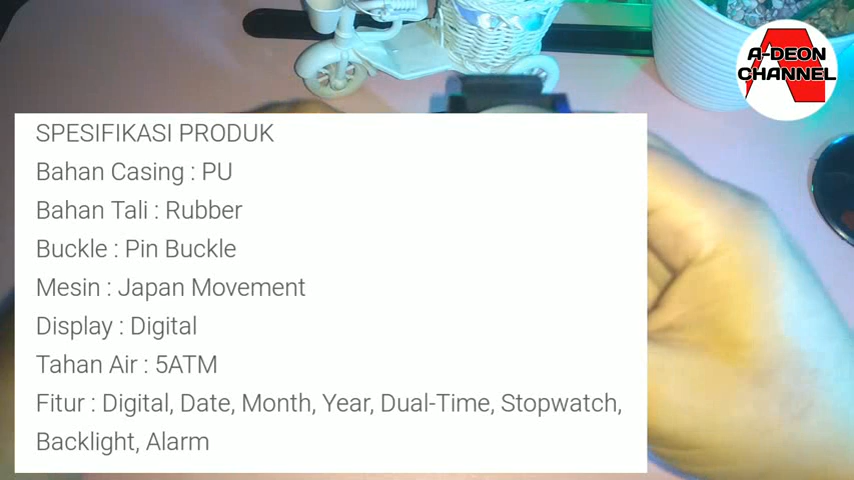 A-DEON
CHANNEL
SPESIFIKASI PRODUK
Bahan Casing : PU
Bahan Tali : Rubber
Buckle : Pin Buckle
Mesin : Japan Movement
Display : Digital
Tahan Air : 5ATM
Fitur : Digital, Date, Month, Year, Dual-Time, Stopwatch,
Backlight, Alarm